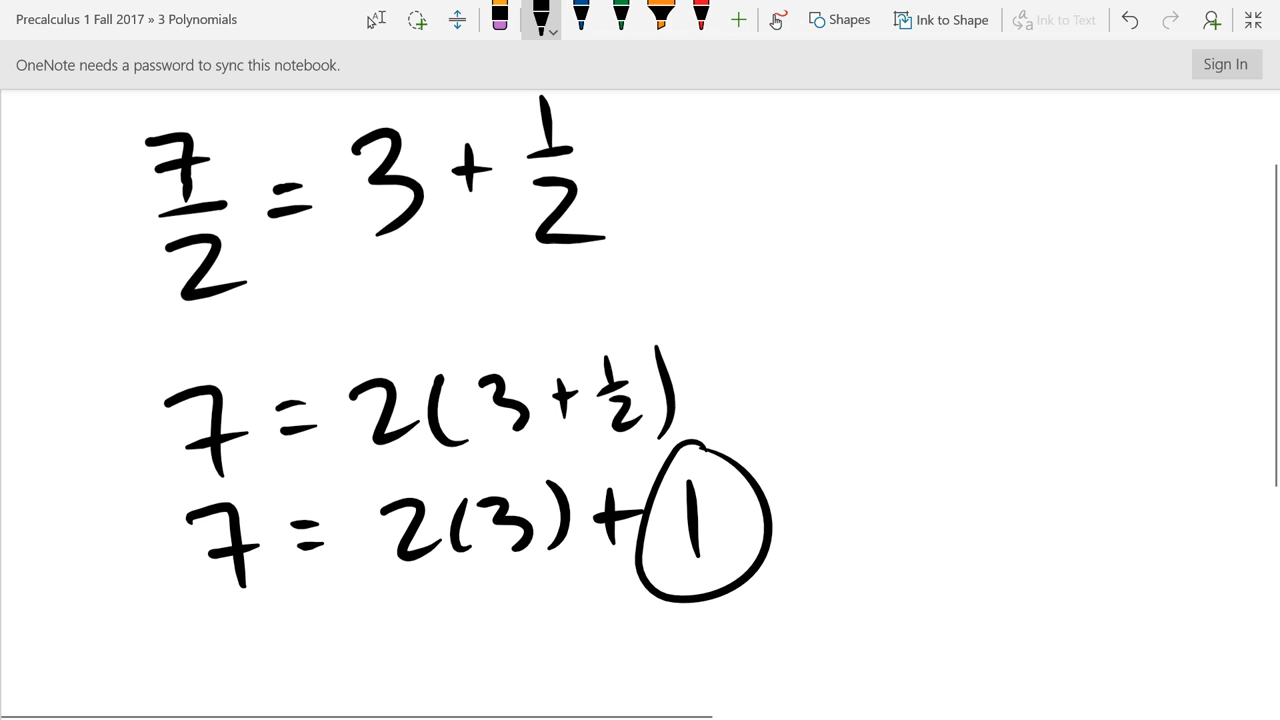 Precalculus 1 Fall 2017 » 3 Polynomials
Shapes
Ink to Shape
Ink to Text
OneNote needs a password to sync this notebook.
Sign In
7/2 = 3 + 1/2
7 = 2(3 + 1/2)
7 = 2(3) + 1